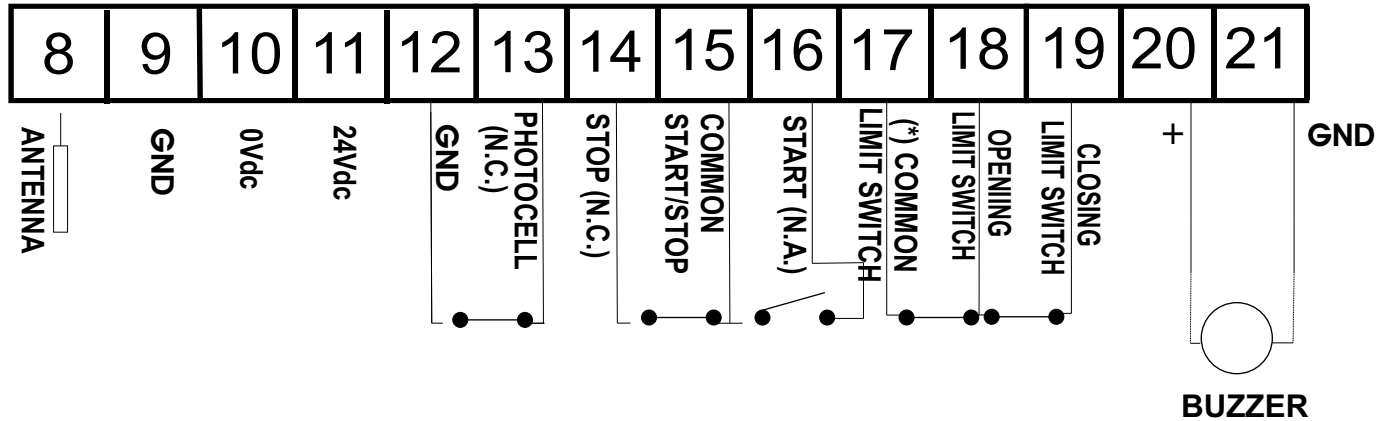 8 9 10 11 12 13 14 15 16 17 18 19 20 21
ANTENNA
GND
0Vdc
24Vdc
GND
PHOTOCELL
(N.C.)
STOP (N.C.)
COMMON
START/STOP
START (N.A.)
(*) COMMON
LIMIT SWITCH
OPENIING
LIMIT SWITCH
CLOSING
LIMIT SWITCH
+
GND
BUZZER